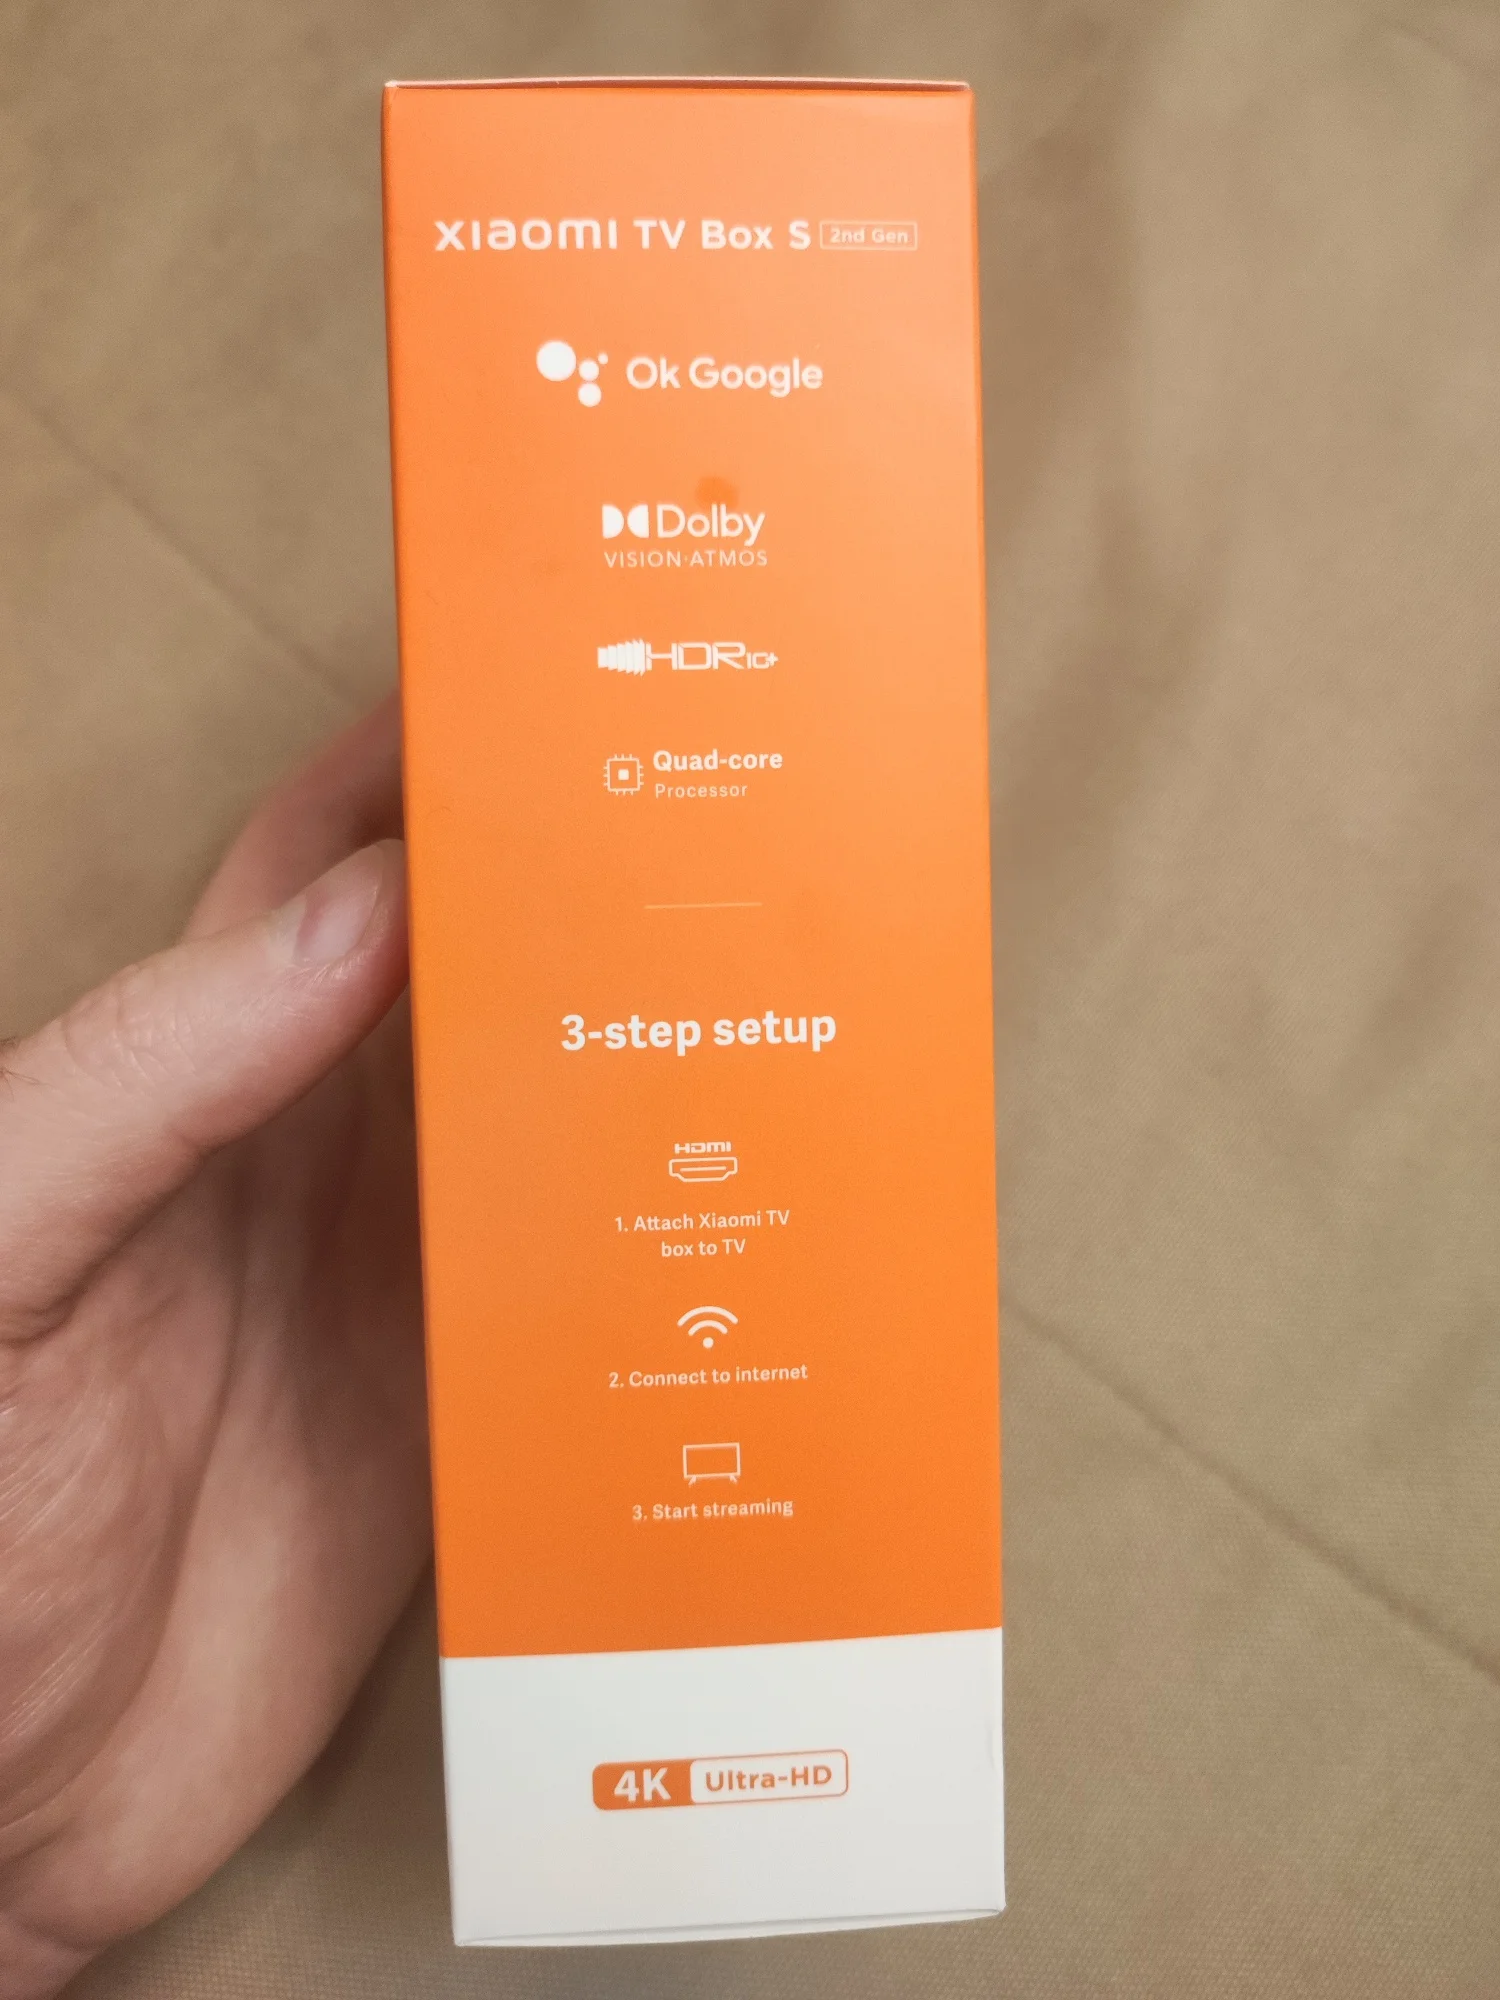 xiaomi TV Box S 2nd Gen
Ok Google
Dolby
VISION·ATMOS
HDR10+
Quad-core
Processor
3-step setup
HDMI
1. Attach Xiaomi TV
box to TV
2. Connect to internet
3. Start streaming
4K Ultra-HD